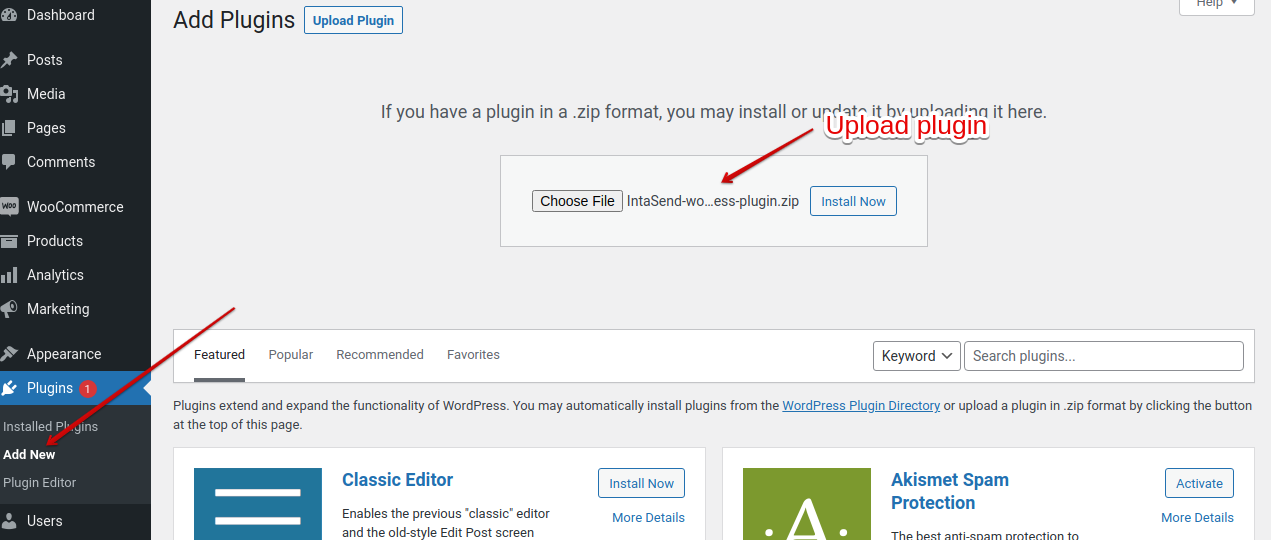 Dashboard
Posts
Media
Pages
Comments
WOO
WooCommerce
Products
Analytics
Marketing
Appearance
Plugins 1
Installed Plugins
Add New
Plugin Editor
Users
Add Plugins Upload Plugin
Help
If you have a plugin in a .zip format, you may install or update it by uploading it here.
Upload plugin
Choose File IntaSend-wo…ess-plugin.zip Install Now
Featured Popular Recommended Favorites Keyword Search plugins...
Plugins extend and expand the functionality of WordPress. You may automatically install plugins from the WordPress Plugin Directory or upload a plugin in .zip format by clicking the button
at the top of this page.
Classic Editor
Install Now
More Details
Enables the previous "classic" editor
and the old-style Edit Post screen
A
Akismet Spam
Protection
Activate
More Details
The best anti-spam protection to